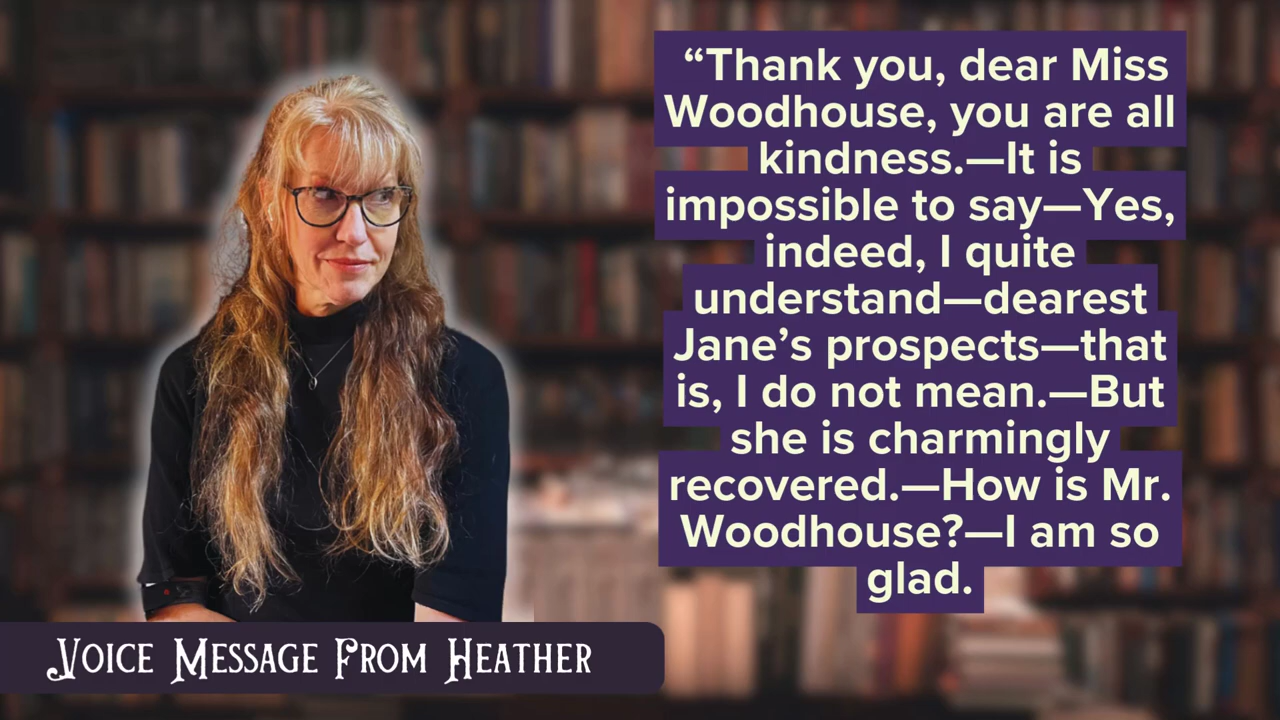 “Thank you, dear Miss
Woodhouse, you are all
kindness.—It is
impossible to say—Yes,
indeed, I quite
understand—dearest
Jane’s prospects—that
is, I do not mean.—But
she is charmingly
recovered.—How is Mr.
Woodhouse?—I am so
glad.
Voice Message From Heather